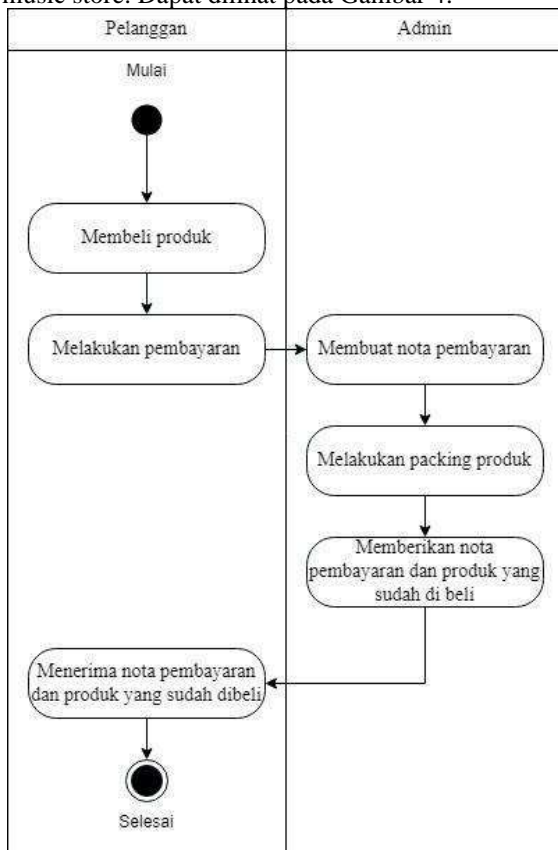 music store. Dapat dilihat pada Gambar 4.
Pelanggan
Admin
Mulai
Membeli produk
Melakukan pembayaran
Membuat nota pembayaran
Melakukan packing produk
Memberikan nota
pembayaran dan produk yang
sudah di beli
Menerima nota pembayaran
dan produk yang sudah dibeli
Selesai